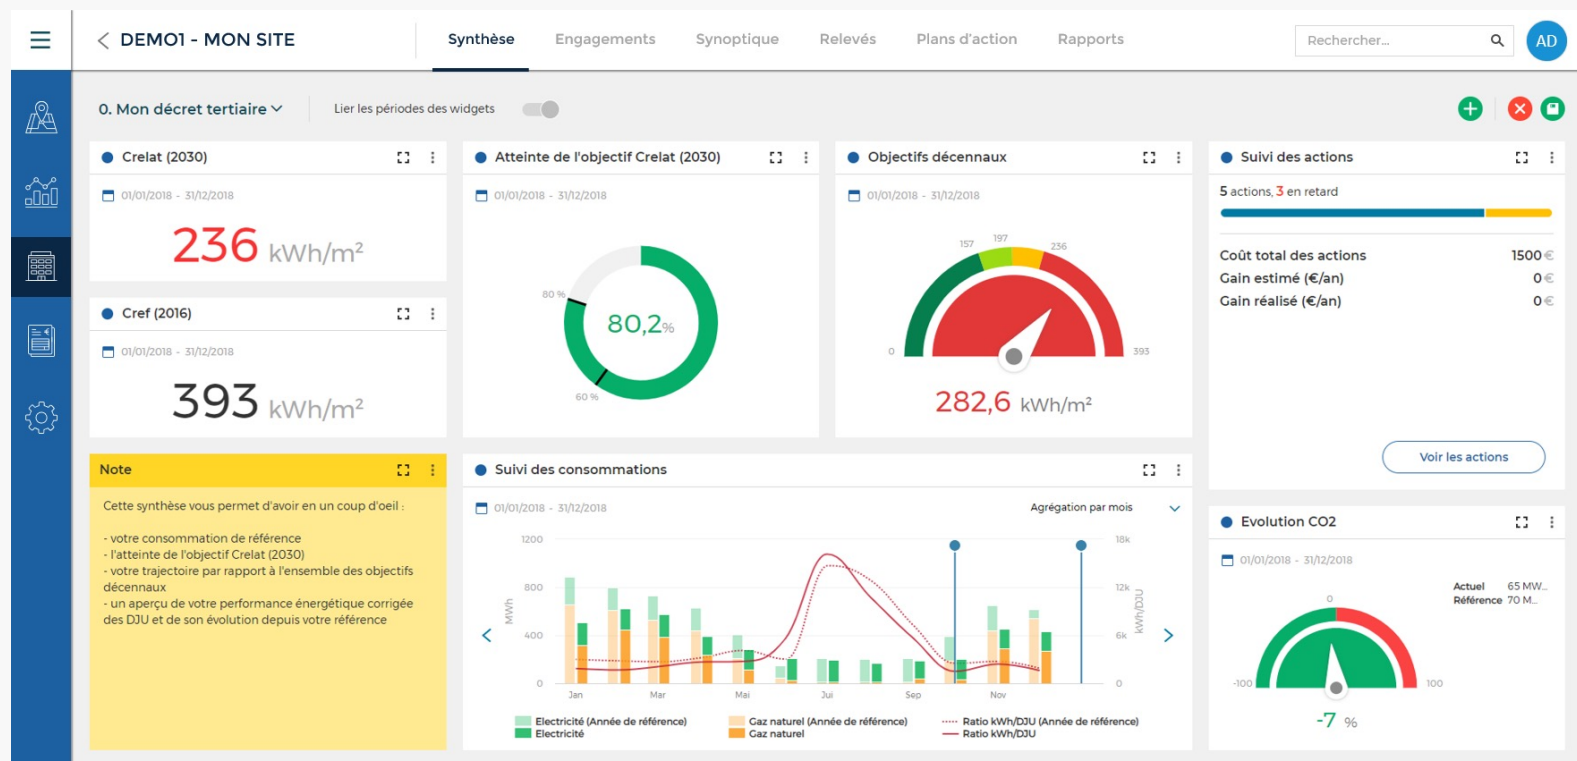 DEMO1 - MON SITE
Synthèse
Engagements
Synoptique
Relevés
Plans d'action
Rapports
Rechercher...
AD
0. Mon décret tertiaire
Lier les périodes des widgets
Crelat (2030)
01/01/2018 - 31/12/2018
236 kWh/m²
Cref (2016)
01/01/2018 - 31/12/2018
393 kWh/m²
Atteinte de l'objectif Crelat (2030)
01/01/2018 - 31/12/2018
80 %
80,2%
60 %
Objectifs décennaux
01/01/2018 - 31/12/2018
157
197
236
0
393
282,6 kWh/m²
Suivi des actions
5 actions, 3 en retard
Coût total des actions 1500 €
Gain estimé (€/an) 0 €
Gain réalisé (€/an) 0 €
Voir les actions
Note
Cette synthèse vous permet d'avoir en un coup d'oeil :
- votre consommation de référence
- l'atteinte de l'objectif Crelat (2030)
- votre trajectoire par rapport à l'ensemble des objectifs
décennaux
- un aperçu de votre performance énergétique corrigée
des DJU et de son évolution depuis votre référence
Suivi des consommations
01/01/2018 - 31/12/2018
Agrégation par mois
1200
18k
800
12k
MWh
kWh/DJU
400
6k
0
0
Jan
Mar
Mai
Jui
Sep
Nov
Electricité (Année de référence)
Gaz naturel (Année de référence)
Ratio kWh/DJU (Année de référence)
Electricité
Gaz naturel
Ratio kWh/DJU
Evolution CO2
01/01/2018 - 31/12/2018
Actuel 65 MW...
Référence 70 M...
0
-100
100
-7 %